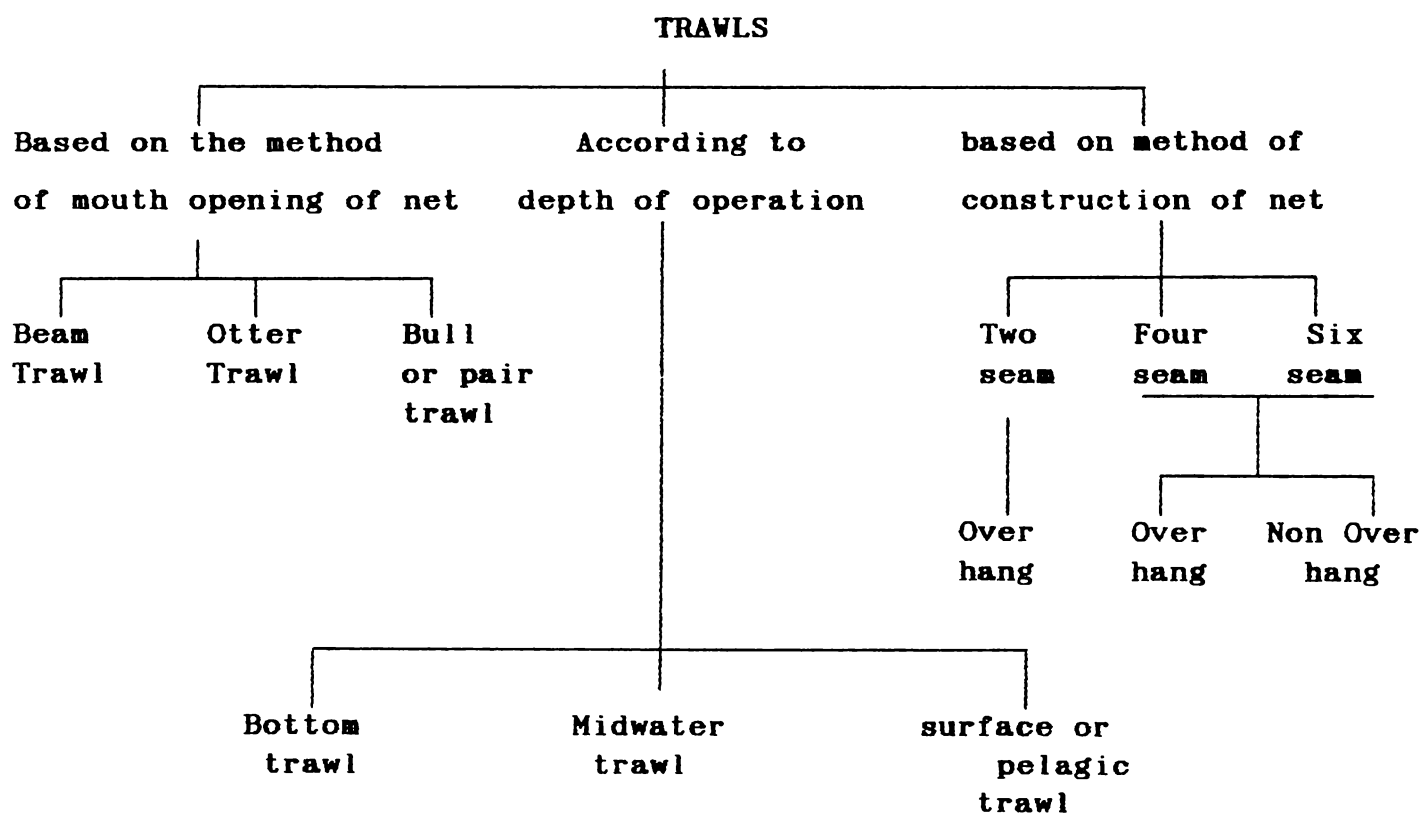 TRAWLS
Based on the method
of mouth opening of net
According to
depth of operation
based on method of
construction of net
Beam
Trawl
Otter
Trawl
Bull
or pair
trawl
Two
seam
Four
seam
Six
seam
Over
hang
Over
hang
Non Over
hang
Bottom
trawl
Midwater
trawl
surface or
pelagic
trawl